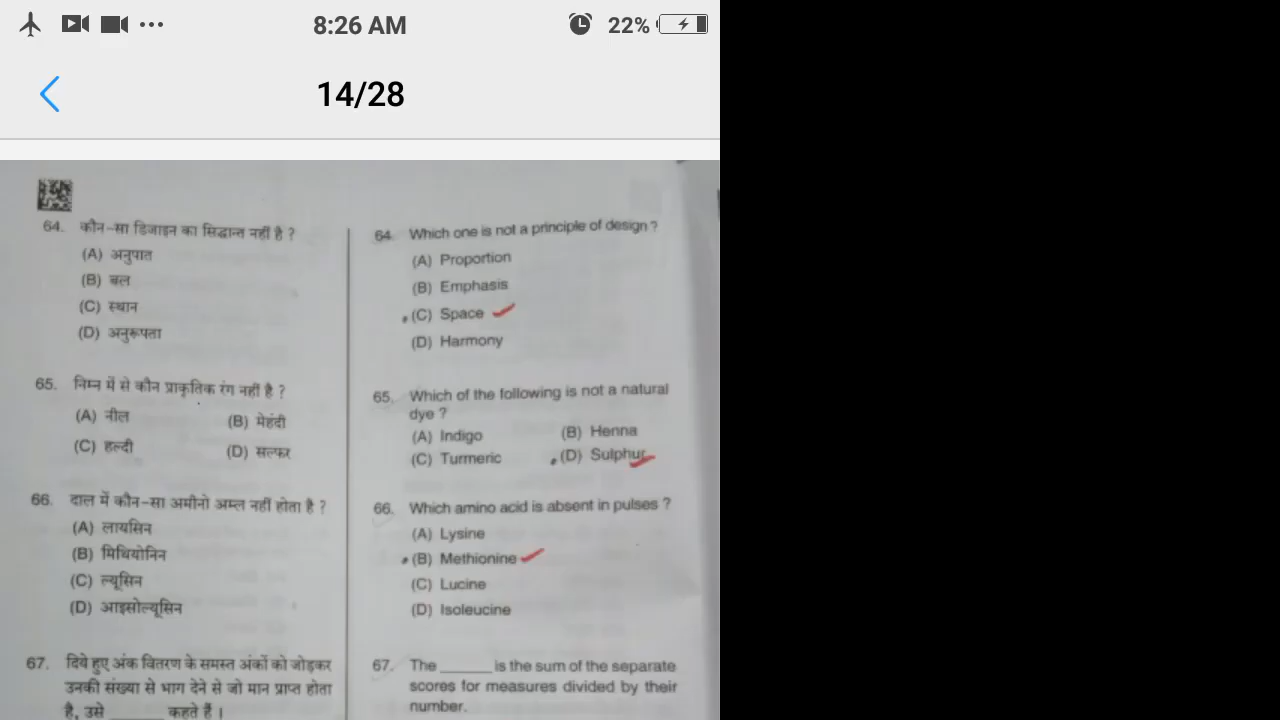 8:26 AM
22%
14/28
64. कौन-सा डिजाइन का सिद्धान्त नहीं है ?
(A) अनुपात
(B) बल
(C) स्थान
(D) अनुरूपता
65. निम्न में से कौन प्राकृतिक रंग नहीं है ?
(A) नील (B) मेहंदी
(C) हल्दी (D) सल्फर
66. दाल में कौन-सा अमीनो अम्ल नहीं होता है ?
(A) लायसिन
(B) मिथियोनिन
(C) ल्यूसिन
(D) आइसोल्यूसिन
67. दिये हुए अंक वितरण के समस्त अंकों को जोड़कर
उनकी संख्या से भाग देने से जो मान प्राप्त होता
है, उसे ______ कहते हैं ।
64. Which one is not a principle of design ?
(A) Proportion
(B) Emphasis
(C) Space
(D) Harmony
65. Which of the following is not a natural
dye ?
(A) Indigo (B) Henna
(C) Turmeric (D) Sulphur
66. Which amino acid is absent in pulses ?
(A) Lysine
(B) Methionine
(C) Lucine
(D) Isoleucine
67. The ______ is the sum of the separate
scores for measures divided by their
number.